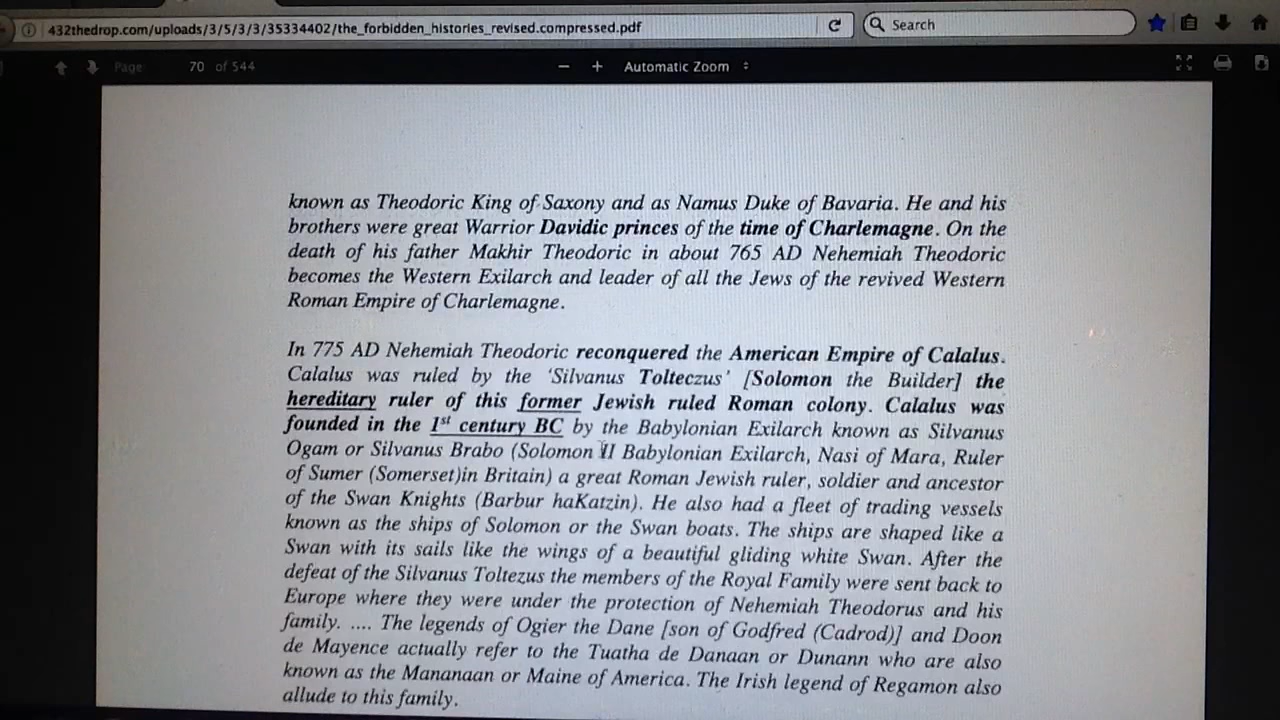 432thedrop.com/uploads/3/5/3/3/35334402/the_forbidden_histories_revised.compressed.pdf
Search
Page: 70 of 544
Automatic Zoom
known as Theodoric King of Saxony and as Namus Duke of Bavaria. He and his
brothers were great Warrior Davidic princes of the time of Charlemagne. On the
death of his father Makhir Theodoric in about 765 AD Nehemiah Theodoric
becomes the Western Exilarch and leader of all the Jews of the revived Western
Roman Empire of Charlemagne.
In 775 AD Nehemiah Theodoric reconquered the American Empire of Calalus.
Calalus was ruled by the ‘Silvanus Tolteczus’ [Solomon the Builder] the
hereditary ruler of this former Jewish ruled Roman colony. Calalus was
founded in the 1st century BC by the Babylonian Exilarch known as Silvanus
Ogam or Silvanus Brabo (Solomon II Babylonian Exilarch, Nasi of Mara, Ruler
of Sumer (Somerset)in Britain) a great Roman Jewish ruler, soldier and ancestor
of the Swan Knights (Barbur haKatzin). He also had a fleet of trading vessels
known as the ships of Solomon or the Swan boats. The ships are shaped like a
Swan with its sails like the wings of a beautiful gliding white Swan. After the
defeat of the Silvanus Toltezus the members of the Royal Family were sent back to
Europe where they were under the protection of Nehemiah Theodorus and his
family. .... The legends of Ogier the Dane [son of Godfred (Cadrod)] and Doon
de Mayence actually refer to the Tuatha de Danaan or Dunann who are also
known as the Mananaan or Maine of America. The Irish legend of Regamon also
allude to this family.